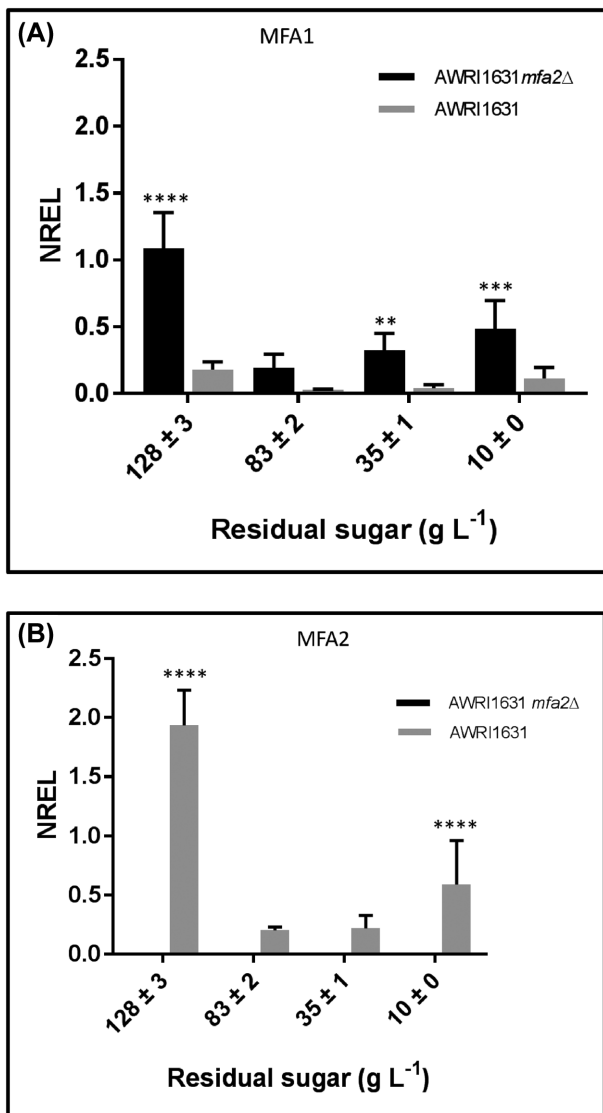 (A)
MFA1
2.5
2.0
1.5
1.0
0.5
0.0
NREL
AWRI1631mfa2Δ
AWRI1631
****
**
***
128 ± 3
83 ± 2
35 ± 1
10 ± 0
Residual sugar (g L⁻¹)
(B)
MFA2
2.5
2.0
1.5
1.0
0.5
0.0
NREL
AWRI1631 mfa2Δ
AWRI1631
****
****
128 ± 3
83 ± 2
35 ± 1
10 ± 0
Residual sugar (g L⁻¹)